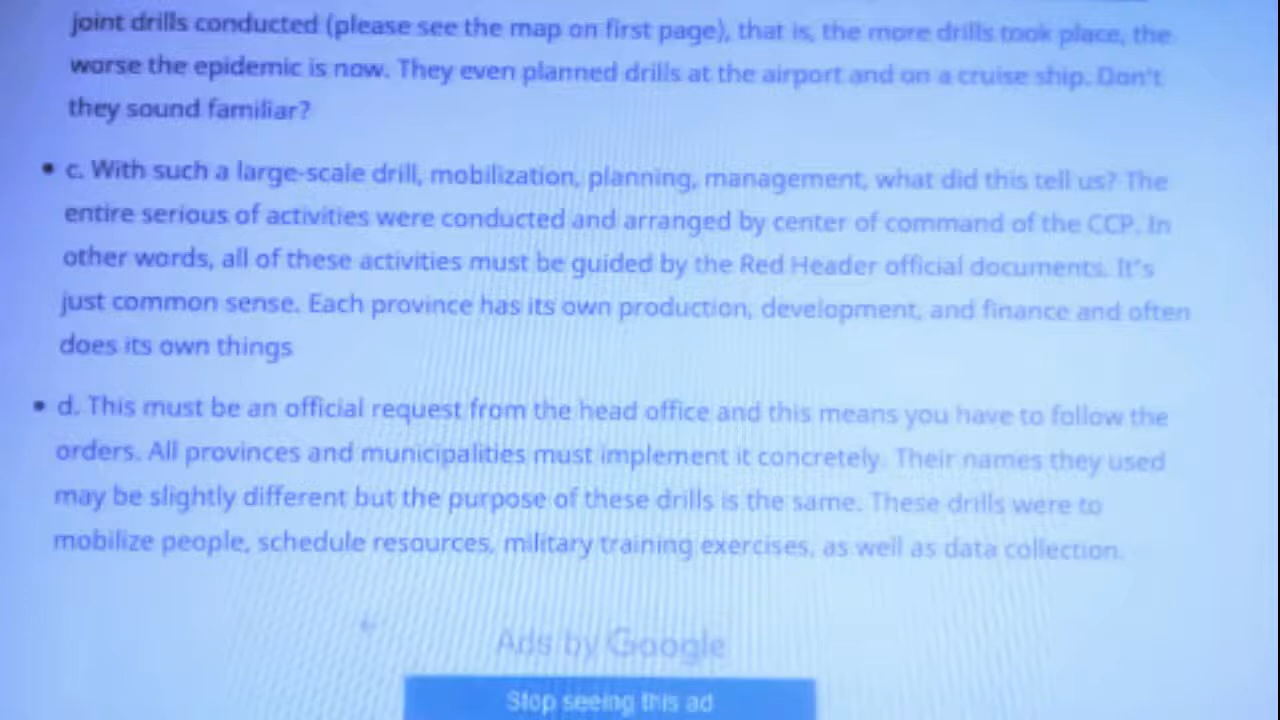 joint drills conducted (please see the map on first page), that is, the more drills took place, the
worse the epidemic is now. They even planned drills at the airport and on a cruise ship. Don't
they sound familiar?
• c. With such a large-scale drill, mobilization, planning, management, what did this tell us? The
entire serious of activities were conducted and arranged by center of command of the CCP. In
other words, all of these activities must be guided by the Red Header official documents. It's
just common sense. Each province has its own production, development, and finance and often
does its own things
• d. This must be an official request from the head office and this means you have to follow the
orders. All provinces and municipalities must implement it concretely. Their names they used
may be slightly different but the purpose of these drills is the same. These drills were to
mobilize people, schedule resources, military training exercises, as well as data collection.
Ads by Google
Stop seeing this ad